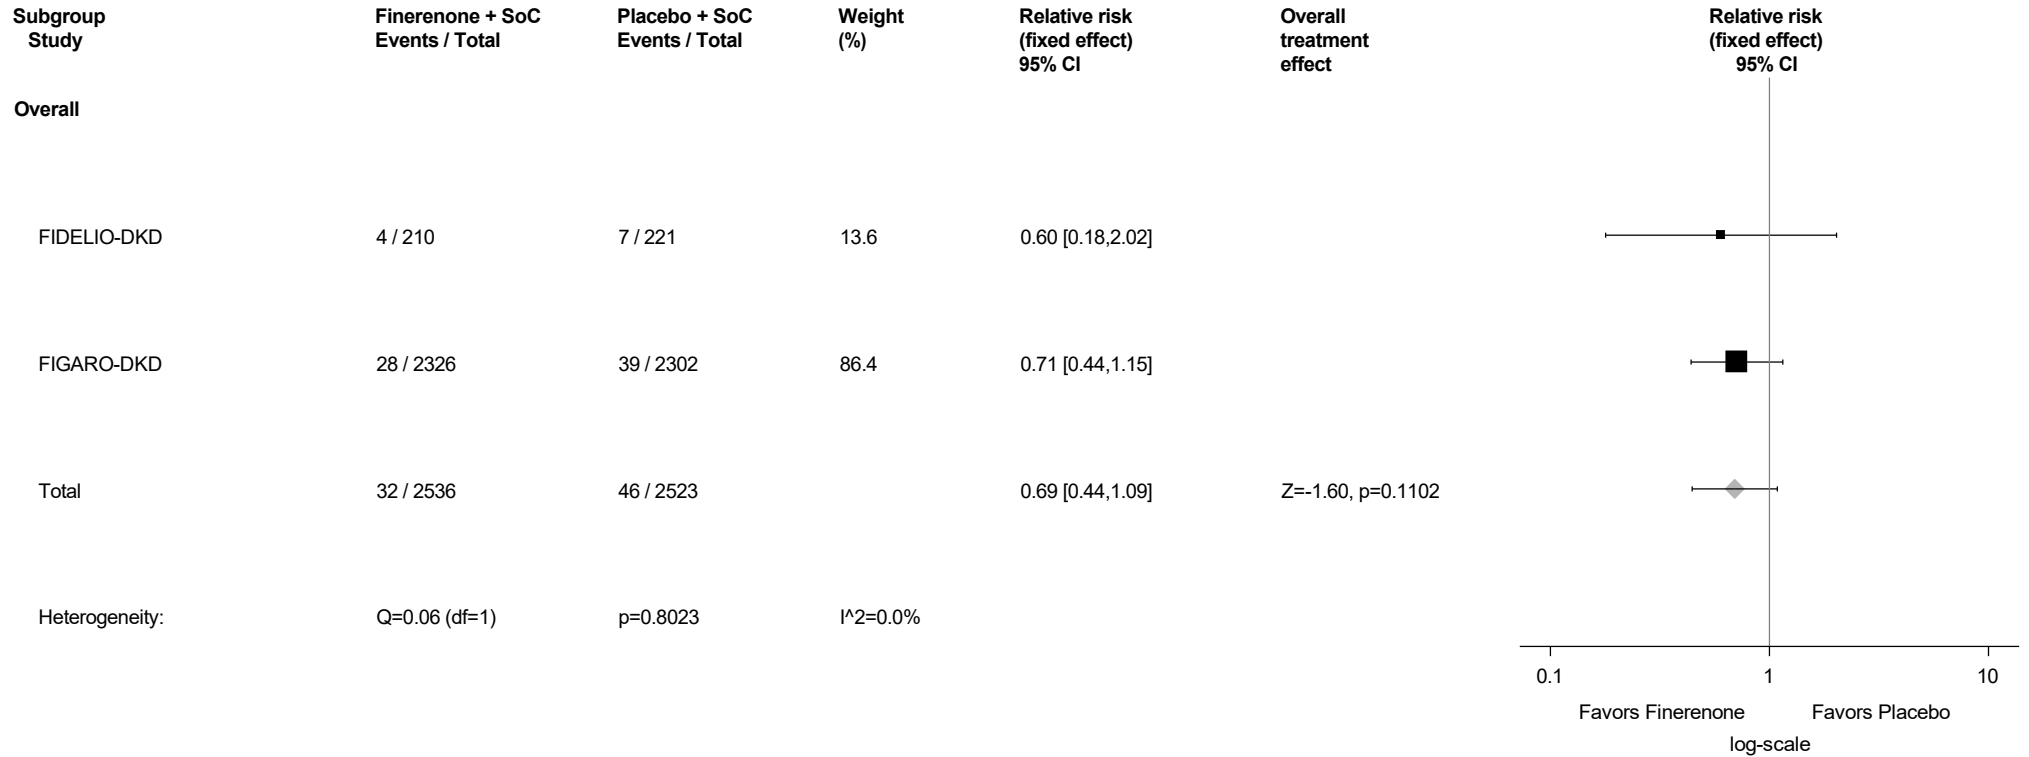 Subgroup Finerenone + SoC Placebo + SoC Weight Relative risk Overall Relative risk
Study Events / Total Events / Total (%) (fixed effect) treatment (fixed effect)
95% CI effect 95% CI
Overall
FIDELIO-DKD 4 / 210 7 / 221 13.6 0.60 [0.18,2.02]
FIGARO-DKD 28 / 2326 39 / 2302 86.4 0.71 [0.44,1.15]
Total 32 / 2536 46 / 2523 0.69 [0.44,1.09] Z=-1.60, p=0.1102
Heterogeneity: Q=0.06 (df=1) p=0.8023 I^2=0.0%
0.1 1 10
Favors Finerenone Favors Placebo
log-scale